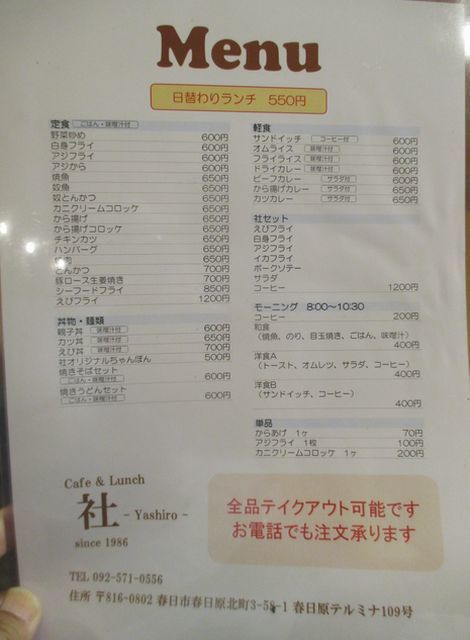 Menu
日替わりランチ 550円
定食 ごはん・味噌汁付
野菜炒め 600円
白身フライ 600円
アジフライ 600円
アジから 600円
焼魚 650円
奴魚 650円
奴とんかつ 650円
カニクリームコロッケ 650円
から揚げ 650円
から揚げコロッケ 650円
チキンカツ 650円
ハンバーグ 650円
焼肉 650円
とんかつ 700円
豚ロース生姜焼き 700円
シーフードフライ 850円
えびフライ 1200円
丼物・麺類
親子丼 味噌汁付 600円
カツ丼 味噌汁付 650円
えび丼 味噌汁付 700円
社オリジナルちゃんぽん 500円
焼きそばセット
ごはん・味噌汁付 600円
焼きうどんセット
ごはん・味噌汁付 600円
軽食
サンドイッチ コーヒー付 600円
オムライス 味噌汁付 600円
フライライス 味噌汁付 600円
ドライカレー 味噌汁付 600円
ビーフカレー サラダ付 600円
から揚げカレー サラダ付 650円
カツカレー サラダ付 650円
社セット
えびフライ
白身フライ
アジフライ
イカフライ
ポークソテー
サラダ
コーヒー 1200円
モーニング 8:00～10:30
コーヒー 200円
和食
(焼魚、のり、目玉焼き、ごはん、味噌汁)
400円
洋食A
(トースト、オムレツ、サラダ、コーヒー)
400円
洋食B
(サンドイッチ、コーヒー)
400円
単品
からあげ 1ヶ 70円
アジフライ 1枚 100円
カニクリームコロッケ 1ヶ 200円
Cafe & Lunch
社 - Yashiro -
since 1986
全品テイクアウト可能です
お電話でも注文承ります
TEL 092-571-0556
住所 〒816-0802 春日市春日原北町3-58-1 春日原テルミナ109号